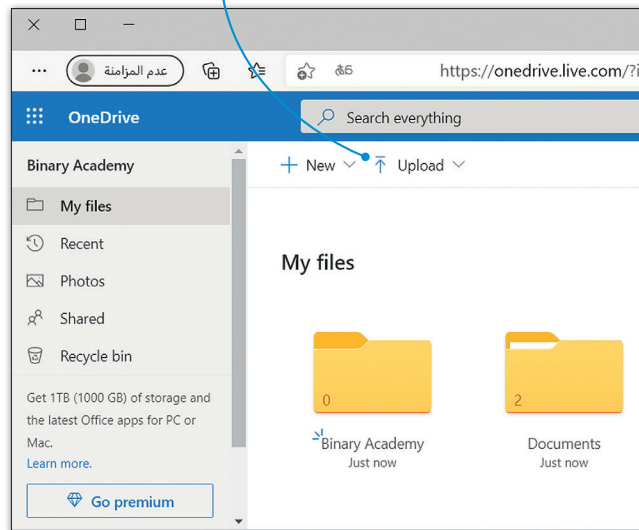 عدم المزامنة
https://onedrive.live.com/?i
OneDrive
Search everything
Binary Academy
My files
Recent
Photos
Shared
Recycle bin
Get 1TB (1000 GB) of storage and
the latest Office apps for PC or
Mac.
Learn more.
Go premium
New
Upload
My files
0
2
Binary Academy
Documents
Just now
Just now